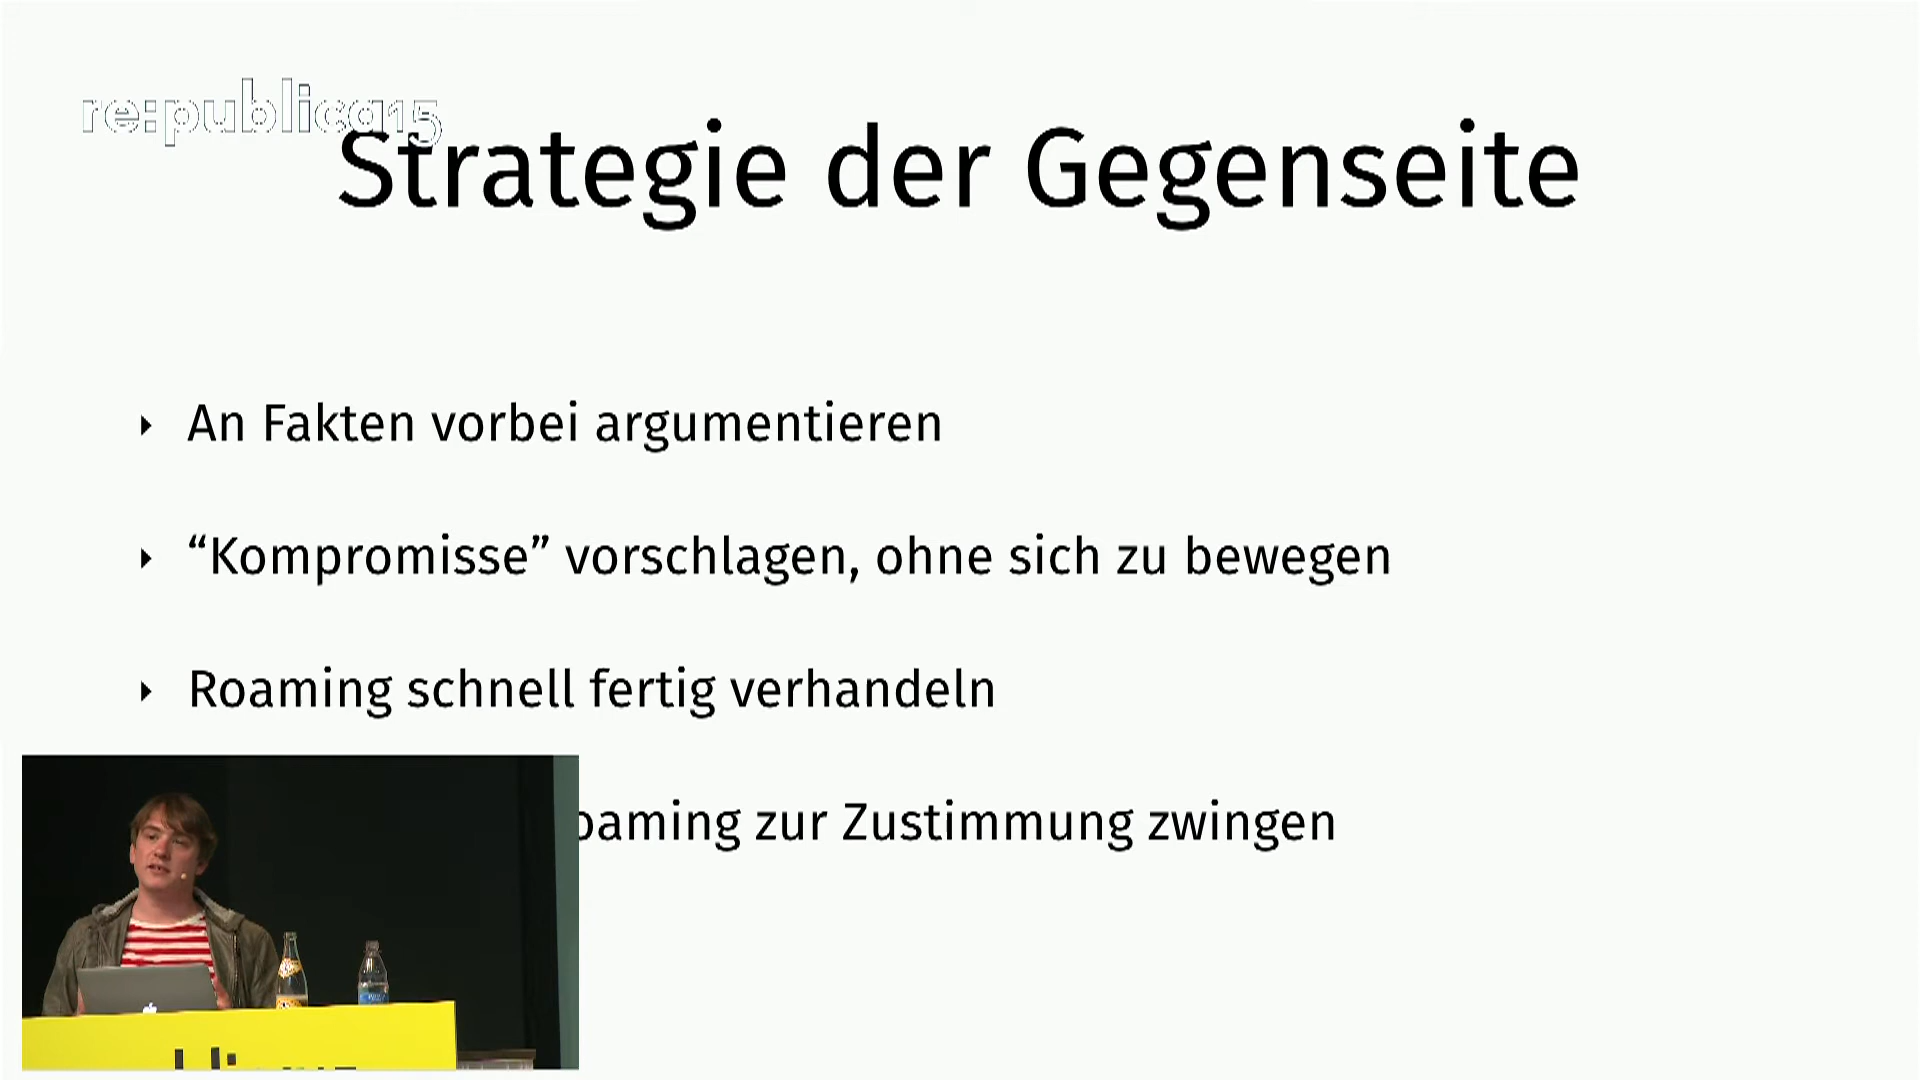 re:publica15
Strategie der Gegenseite
‣ An Fakten vorbei argumentieren
‣ “Kompromisse” vorschlagen, ohne sich zu bewegen
‣ Roaming schnell fertig verhandeln
zur Zustimmung zwingen